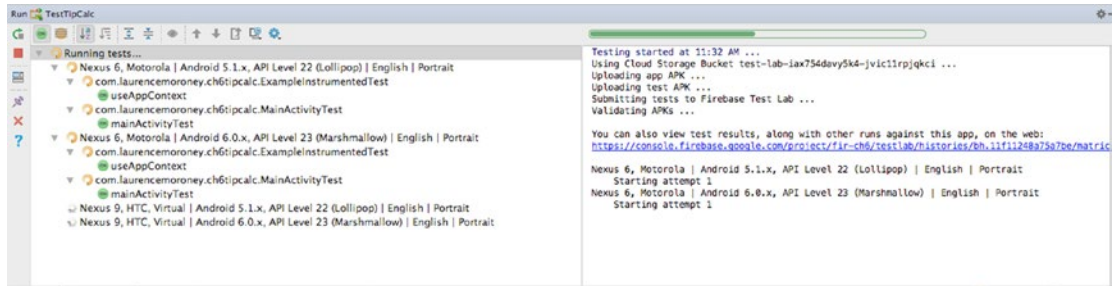 Run TestTipCalc
Running tests...
Nexus 6, Motorola | Android 5.1.x, API Level 22 (Lollipop) | English | Portrait
com.laurencemoroney.ch6tipcalc.ExampleInstrumentedTest
useAppContext
com.laurencemoroney.ch6tipcalc.MainActivityTest
mainActivityTest
Nexus 6, Motorola | Android 6.0.x, API Level 23 (Marshmallow) | English | Portrait
com.laurencemoroney.ch6tipcalc.ExampleInstrumentedTest
useAppContext
com.laurencemoroney.ch6tipcalc.MainActivityTest
mainActivityTest
Nexus 9, HTC, Virtual | Android 5.1.x, API Level 22 (Lollipop) | English | Portrait
Nexus 9, HTC, Virtual | Android 6.0.x, API Level 23 (Marshmallow) | English | Portrait
Testing started at 11:32 AM ...
Using Cloud Storage Bucket test-lab-iax754davy5k4-jvic11rpjqkci ...
Uploading app APK ...
Uploading test APK ...
Submitting tests to Firebase Test Lab ...
Validating APKs ...
You can also view test results, along with other runs against this app, on the web:
https://console.firebase.google.com/project/fir-ch6/testlab/histories/bh.11f11248a75a7be/matric
Nexus 6, Motorola | Android 5.1.x, API Level 22 (Lollipop) | English | Portrait
Starting attempt 1
Nexus 6, Motorola | Android 6.0.x, API Level 23 (Marshmallow) | English | Portrait
Starting attempt 1